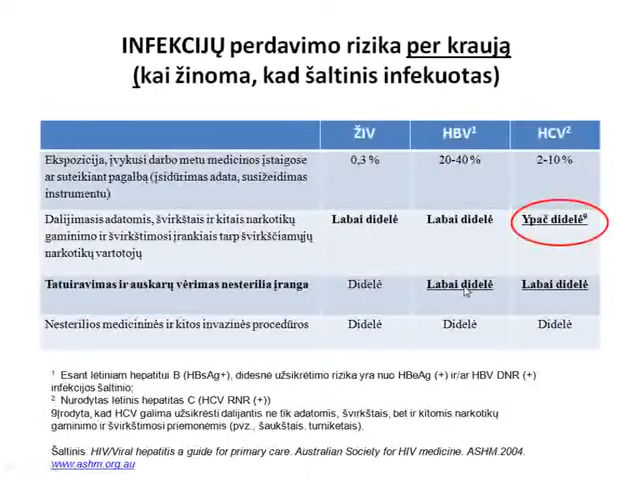 INFEKCIJŲ perdavimo rizika per kraują
(kai žinoma, kad šaltinis infekuotas)
ŽIV HBV¹ HCV²
Ekspozicija, įvykusi darbo metu medicinos įstaigose
ar suteikiant pagalbą (įsidūrimas adata, susižeidimas
instrumentu)
0,3 % 20-40 % 2-10 %
Dalijimasis adatomis, švirkštais ir kitais narkotikų
gaminimo ir švirkštimosi įrankiais tarp švirkščiamųjų
narkotikų vartotojų
Labai didelė Labai didelė Ypač didelė⁹
Tatuiravimas ir auskarų vėrimas nesterilia įranga Didelė Labai didelė Labai didelė
Nesterilios medicininės ir kitos invazinės procedūros Didelė Didelė Didelė
¹ Esant lėtiniam hepatitui B (HBsAg+), didesnė užsikrėtimo rizika yra nuo HBeAg (+) ir/ar HBV DNR (+)
infekcijos šaltinio;
² Nurodytas lėtinis hepatitas C (HCV RNR (+))
9Įrodyta, kad HCV galima užsikrėsti dalijantis ne tik adatomis, švirkštais, bet ir kitomis narkotikų
gaminimo ir švirkštimosi priemonėmis (pvz., šaukštais, turniketais).
Šaltinis. HIV/Viral hepatitis a guide for primary care. Australian Society for HIV medicine. ASHM.2004.
www.ashm.org.au